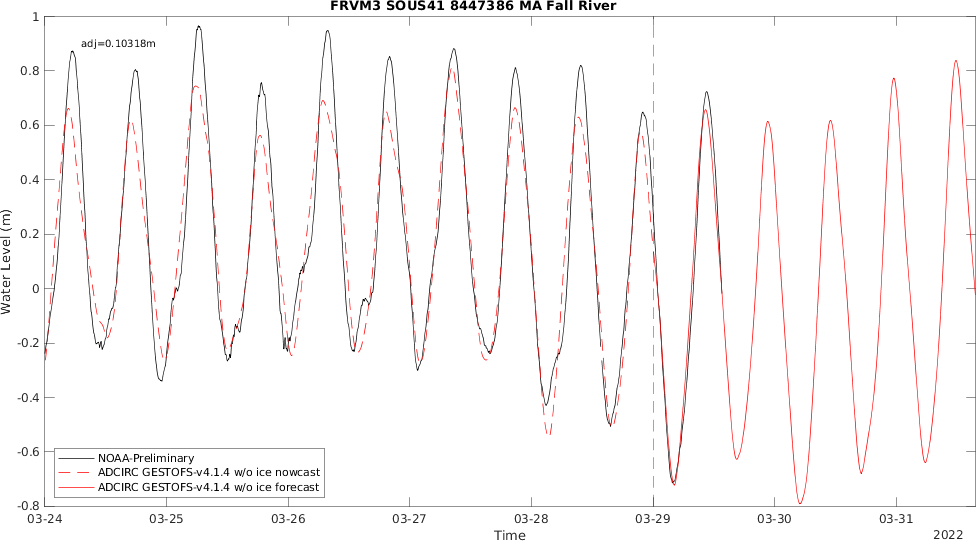 FRVM3 SOUS41 8447386 MA Fall River
adj=0.10318m
Water Level (m)
1
0.8
0.6
0.4
0.2
0
-0.2
-0.4
-0.6
-0.8
NOAA-Preliminary
ADCIRC GESTOFS-v4.1.4 w/o ice nowcast
ADCIRC GESTOFS-v4.1.4 w/o ice forecast
03-24 03-25 03-26 03-27 03-28 03-29 03-30 03-31
Time
2022